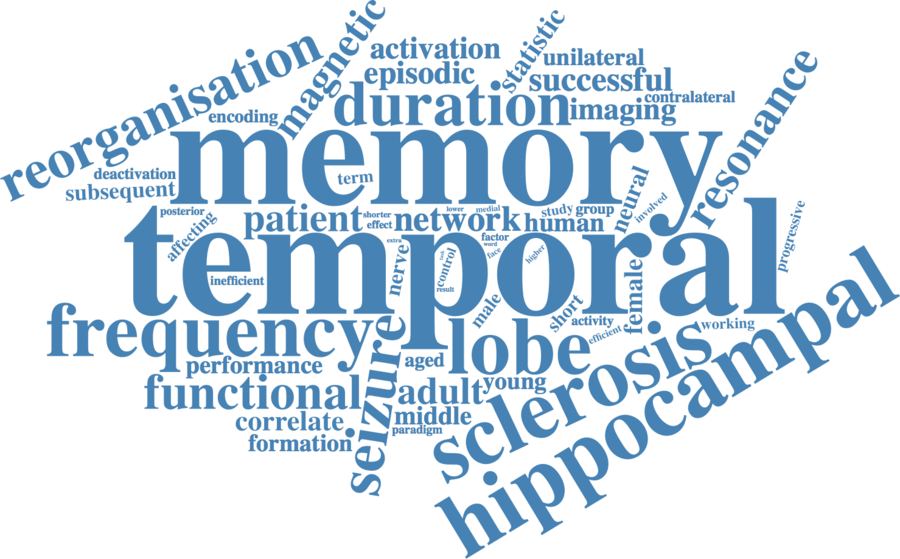 reorganisation
magnetic
activation
episodic
statistic
unilateral
successful
contralateral
imaging
duration
encoding
resonance
memory
deactivation
subsequent
term
posterior
affecting
patient
shorter
effect
network
lower
medial
study
group
human
neural
involved
progressive
temporal
extra
nerve
inefficient
task
control
result
factor
word
face
higher
male
short
female
activity
efficient
working
frequency
performance
seizure
aged
lobe
sclerosis
hippocampal
functional
adult
young
correlate
middle
paradigm
formation